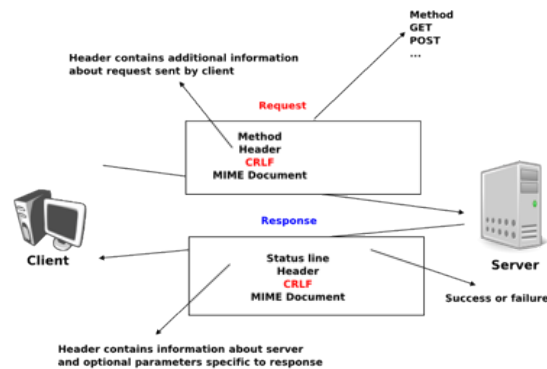 Method
GET
POST
...
Header contains additional information
about request sent by client
Request
Method
Header
CRLF
MIME Document
Response
Client
Server
Status line
Header
CRLF
MIME Document
Success or failure
Header contains information about server
and optional parameters specific to response